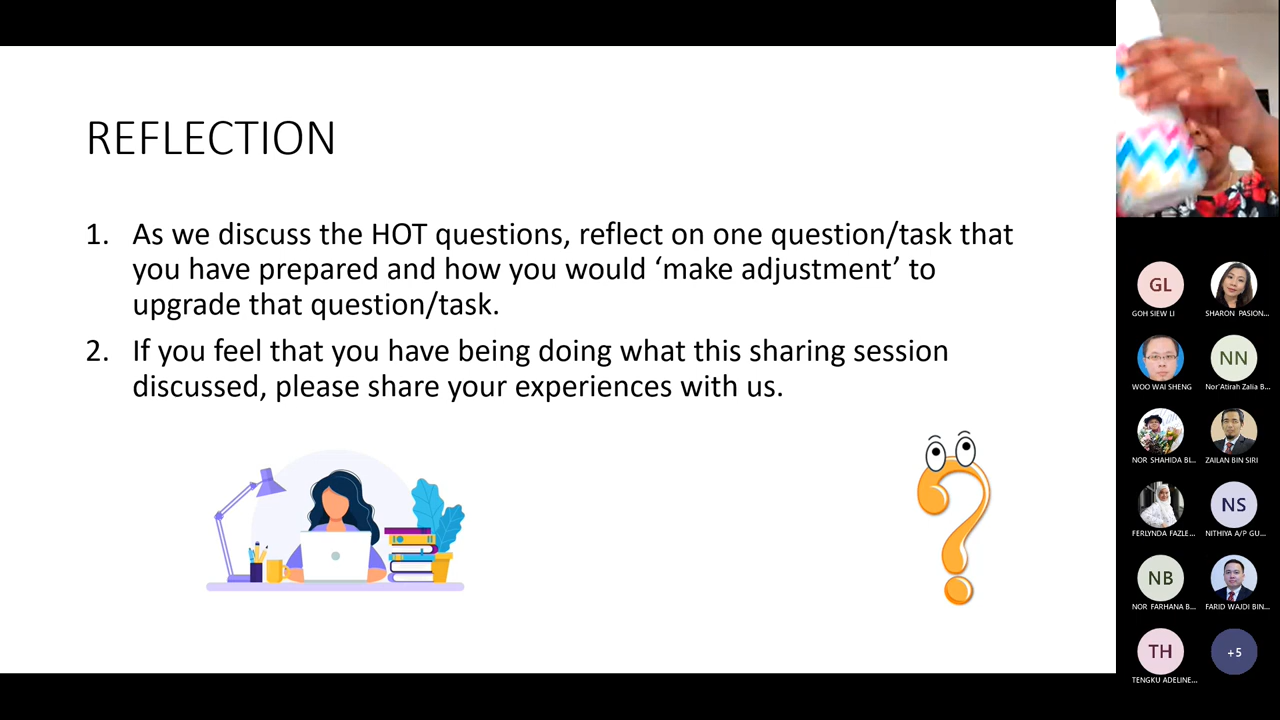 REFLECTION
1. As we discuss the HOT questions, reflect on one question/task that
you have prepared and how you would ‘make adjustment’ to
upgrade that question/task.
2. If you feel that you have being doing what this sharing session
discussed, please share your experiences with us.
GL
GOH SIEW LI
SHARON PASION...
WOO WAI SHENG
NN
Nor'Atirah Zalia B...
NOR SHAHIDA BI...
ZAILAN BIN SIRI
FERLYNDA FAZLE...
NS
NITHIYA A/P GU...
NB
NOR FARHANA B...
FARID WAJDI BIN...
TH
TENGKU ADELINE...
+5